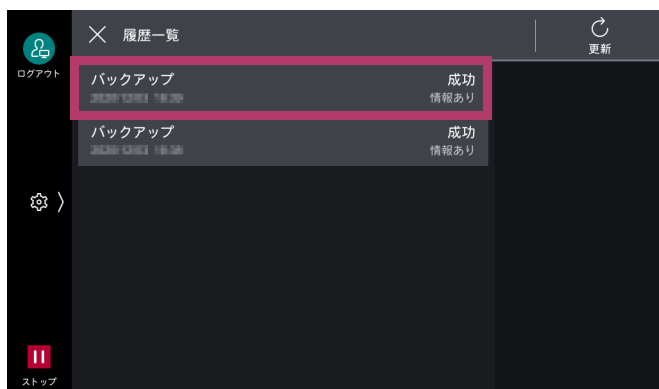 履歴一覧
更新
ログアウト
バックアップ
成功
情報あり
バックアップ
成功
情報あり
ストップ